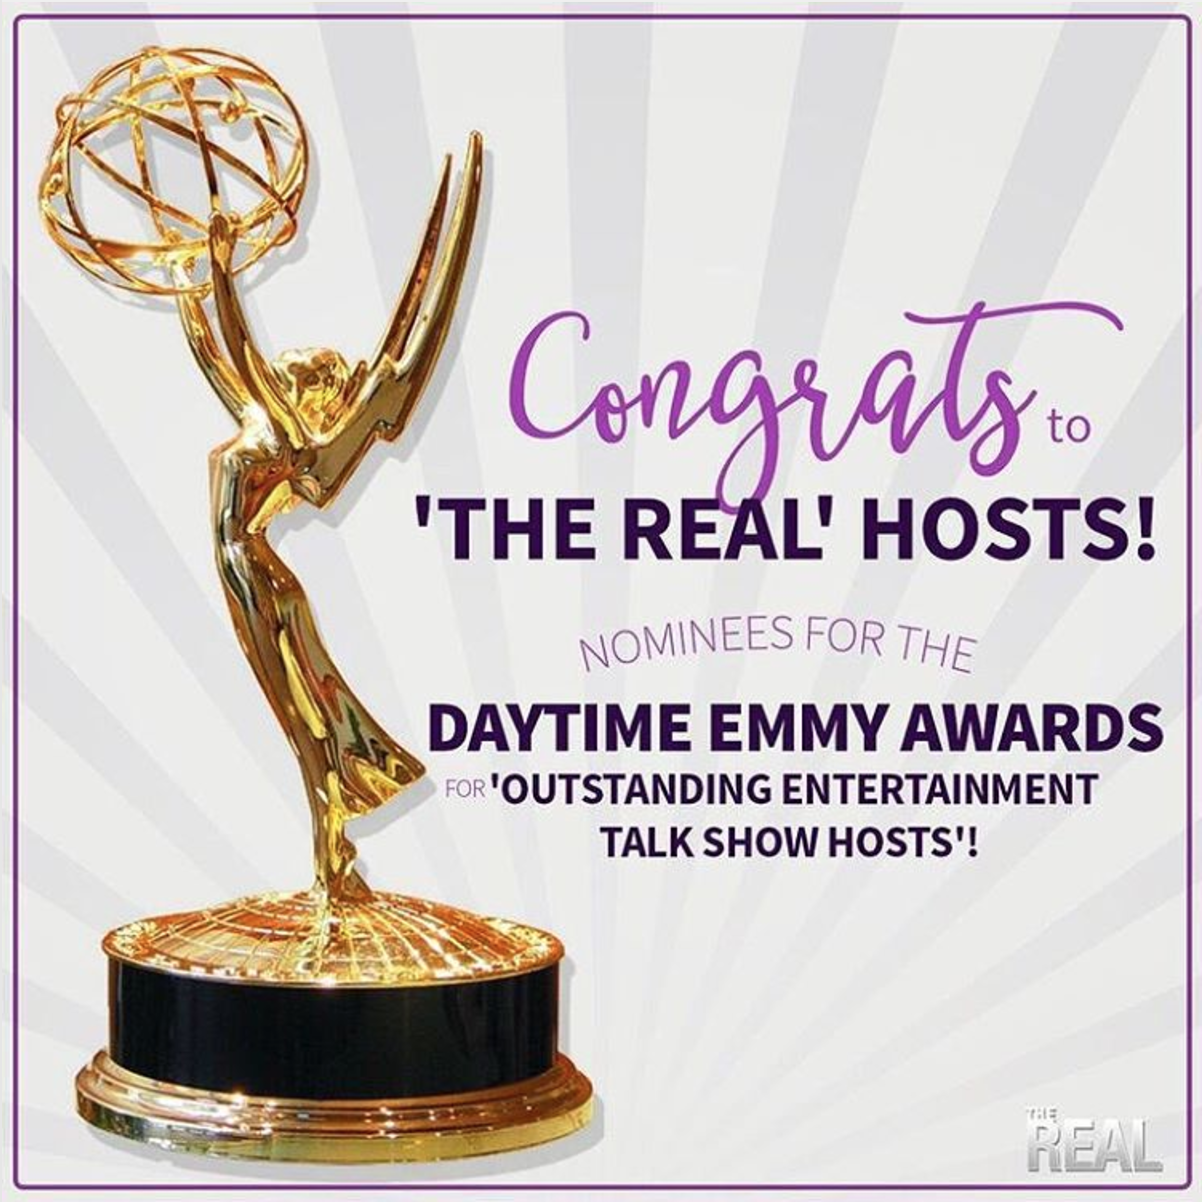 Congrats to
'THE REAL' HOSTS!
NOMINEES FOR THE
DAYTIME EMMY AWARDS
FOR 'OUTSTANDING ENTERTAINMENT
TALK SHOW HOSTS'!
THE
REAL